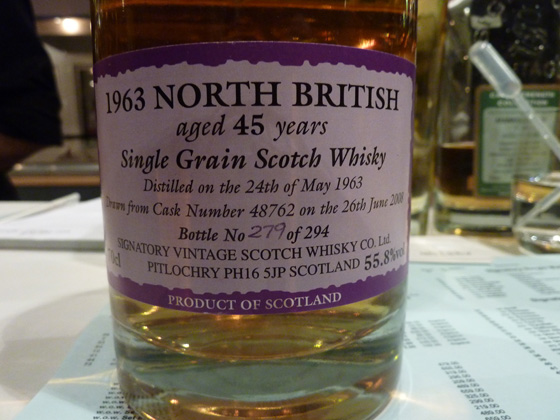 1963 NORTH BRITISH
aged 45 years
Single Grain Scotch Whisky
Distilled on the 24th of May 1963
Drawn from Cask Number 48762 on the 26th June 2008
Bottle No 279 of 294
SIGNATORY VINTAGE SCOTCH WHISKY CO. Ltd.
PITLOCHRY PH16 5JP SCOTLAND 55.8%vol
PRODUCT OF SCOTLAND